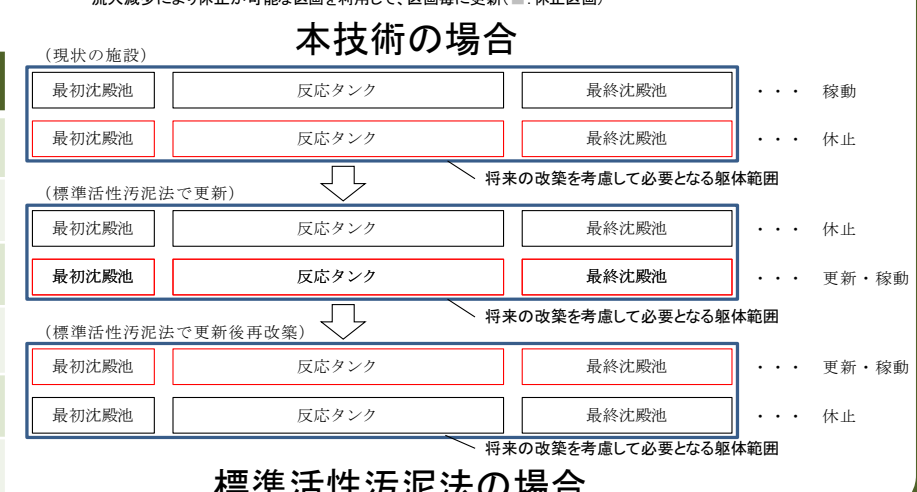 流入減少により休止が可能な区画を利用して、区画毎に更新(■:休止区画)
本技術の場合
(現状の施設)
最初沈殿池 反応タンク 最終沈殿池 ・・・ 稼動
最初沈殿池 反応タンク 最終沈殿池 ・・・ 休止
将来の改築を考慮して必要となる躯体範囲
(標準活性汚泥法で更新)
最初沈殿池 反応タンク 最終沈殿池 ・・・ 休止
最初沈殿池 反応タンク 最終沈殿池 ・・・ 更新・稼動
将来の改築を考慮して必要となる躯体範囲
(標準活性汚泥法で更新後再改築)
最初沈殿池 反応タンク 最終沈殿池 ・・・ 更新・稼動
最初沈殿池 反応タンク 最終沈殿池 ・・・ 休止
将来の改築を考慮して必要となる躯体範囲
標準活性汚泥法の場合